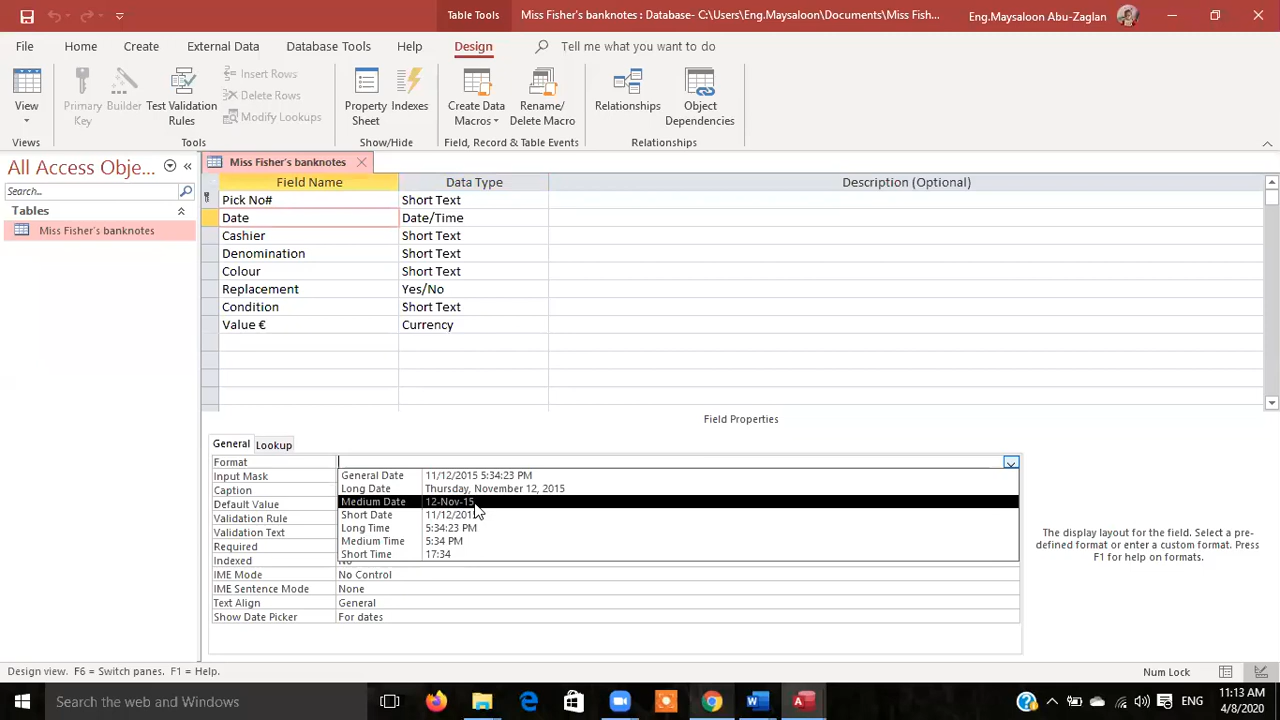 Table Tools
Miss Fisher's banknotes : Database- C:\Users\Eng.Maysaloon\Documents\Miss Fish...
Eng.Maysaloon Abu-Zaglan
File
Home
Create
External Data
Database Tools
Help
Design
Tell me what you want to do
View
Primary Key
Builder
Test Validation Rules
Insert Rows
Delete Rows
Modify Lookups
Property Sheet
Indexes
Create Data Macros
Rename/ Delete Macro
Relationships
Object Dependencies
Views
Tools
Show/Hide
Field, Record & Table Events
Relationships
All Access Obje...
Search...
Tables
Miss Fisher's banknotes
Miss Fisher's banknotes
Field Name Data Type Description (Optional)
Pick No# Short Text
Date Date/Time
Cashier Short Text
Denomination Short Text
Colour Short Text
Replacement Yes/No
Condition Short Text
Value € Currency
Field Properties
General Lookup
Format
Input Mask
Caption
Default Value
Validation Rule
Validation Text
Required
Indexed No
IME Mode No Control
IME Sentence Mode None
Text Align General
Show Date Picker For dates
General Date 11/12/2015 5:34:23 PM
Long Date Thursday, November 12, 2015
Medium Date 12-Nov-15
Short Date 11/12/2015
Long Time 5:34:23 PM
Medium Time 5:34 PM
Short Time 17:34
The display layout for the field. Select a pre-
defined format or enter a custom format. Press
F1 for help on formats.
Design view. F6 = Switch panes. F1 = Help.
Num Lock
Search the web and Windows
ENG
11:13 AM
4/8/2020